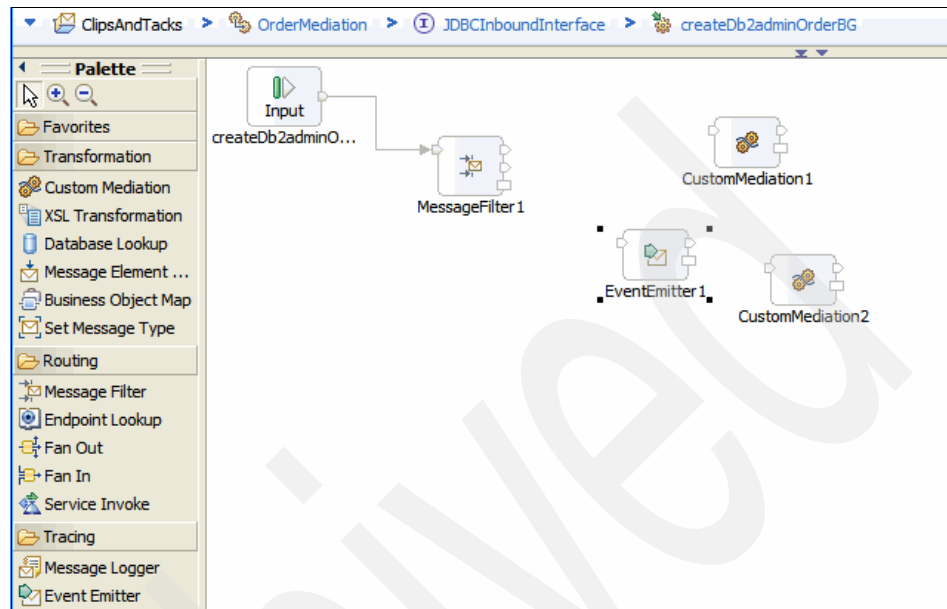 ClipsAndTacks > OrderMediation > JDBCInboundInterface > createDb2adminOrderBG
Palette
Favorites
Transformation
Custom Mediation
XSL Transformation
Database Lookup
Message Element ...
Business Object Map
Set Message Type
Routing
Message Filter
Endpoint Lookup
Fan Out
Fan In
Service Invoke
Tracing
Message Logger
Event Emitter
Input
createDb2adminO...
MessageFilter1
CustomMediation1
EventEmitter1
CustomMediation2